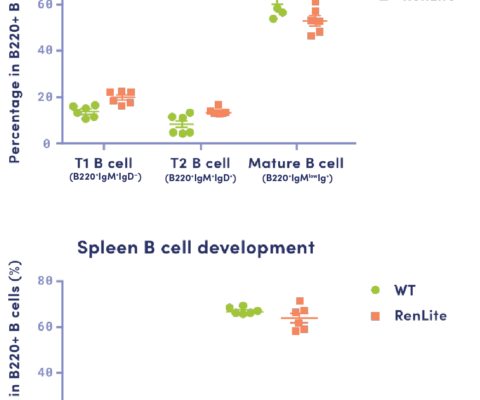 60
40
20
0
Percentage in B220+ B
T1 B cell
(B220⁺IgM⁺IgD⁻)
T2 B cell
(B220⁺IgM⁺IgD⁺)
Mature B cell
(B220⁺IgMˡᵒʷIg⁺)
Spleen B cell development
80
60
40
in B220+ B cells (%)
WT
RenLite